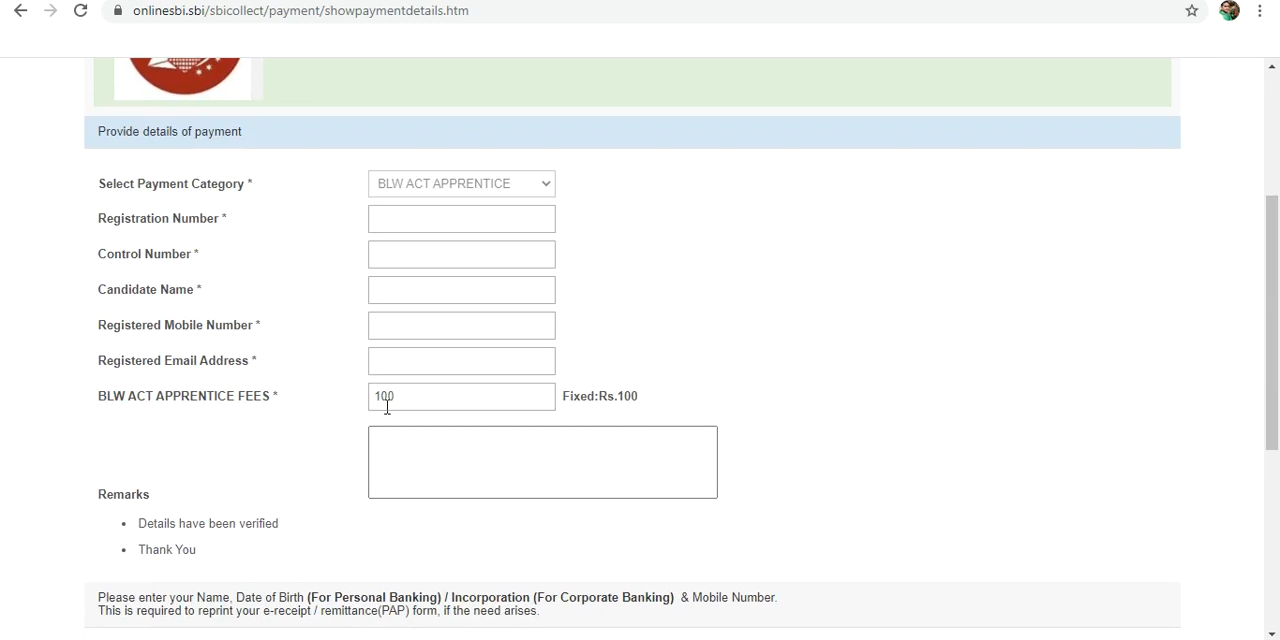 onlinesbi.sbi/sbicollect/payment/showpaymentdetails.htm
Provide details of payment
Select Payment Category * BLW ACT APPRENTICE
Registration Number *
Control Number *
Candidate Name *
Registered Mobile Number *
Registered Email Address *
BLW ACT APPRENTICE FEES * 100 Fixed:Rs.100
Remarks
• Details have been verified
• Thank You
Please enter your Name, Date of Birth (For Personal Banking) / Incorporation (For Corporate Banking) & Mobile Number.
This is required to reprint your e-receipt / remittance(PAP) form, if the need arises.